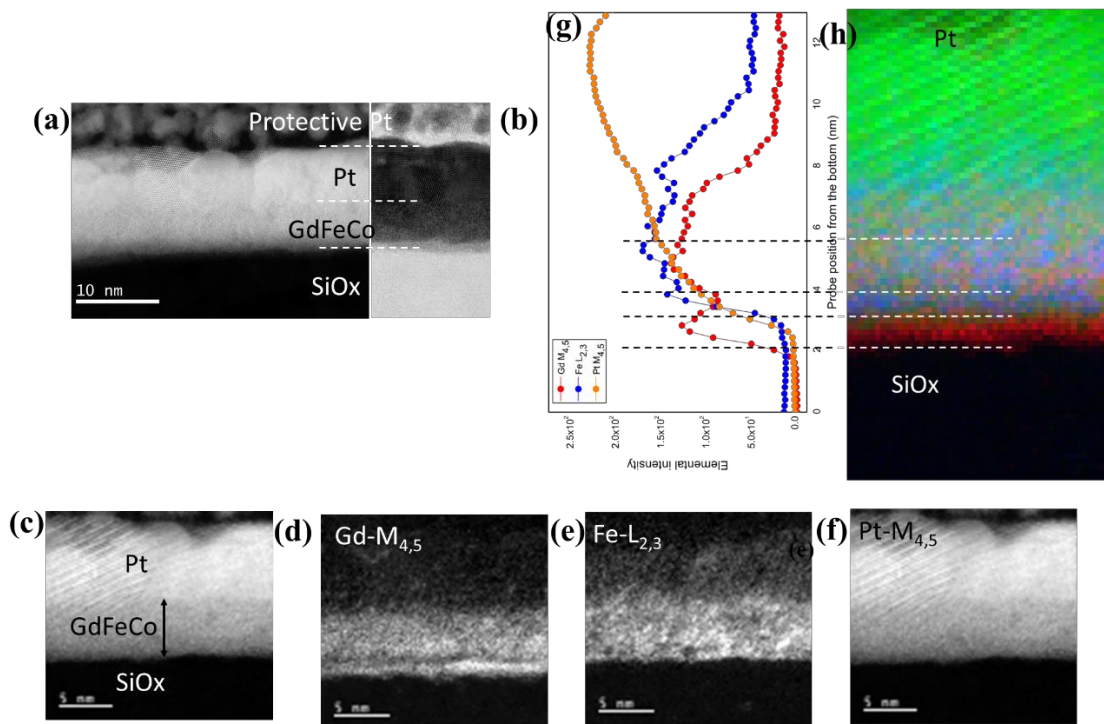 (a)
Protective Pt
Pt
GdFeCo
SiOx
10 nm
(b)
(g)
Gd M4,5
Fe L2,3
Pt M4,5
2.5x10²
2.0x10²
1.5x10²
1.0x10²
5.0x10¹
0.0
Elemental intensity
0
2
4
6
8
10
12
Probe position from the bottom (nm)
(h)
Pt
SiOx
(c)
Pt
GdFeCo
SiOx
5 nm
(d)
Gd-M4,5
5 nm
(e)
Fe-L2,3
(e)
5 nm
(f)
Pt-M4,5
5 nm